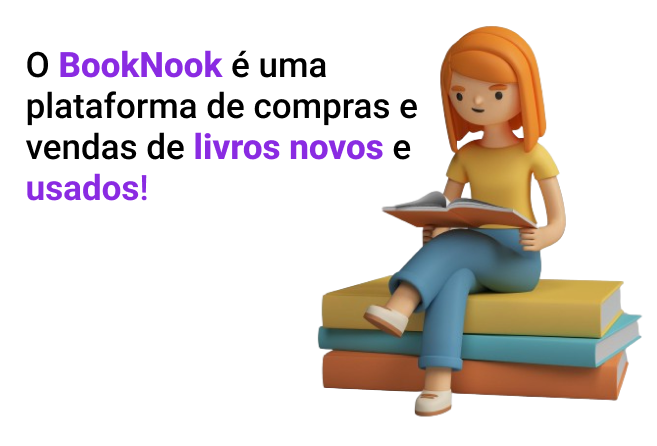 O BookNook é uma
plataforma de compras e
vendas de livros novos e
usados!